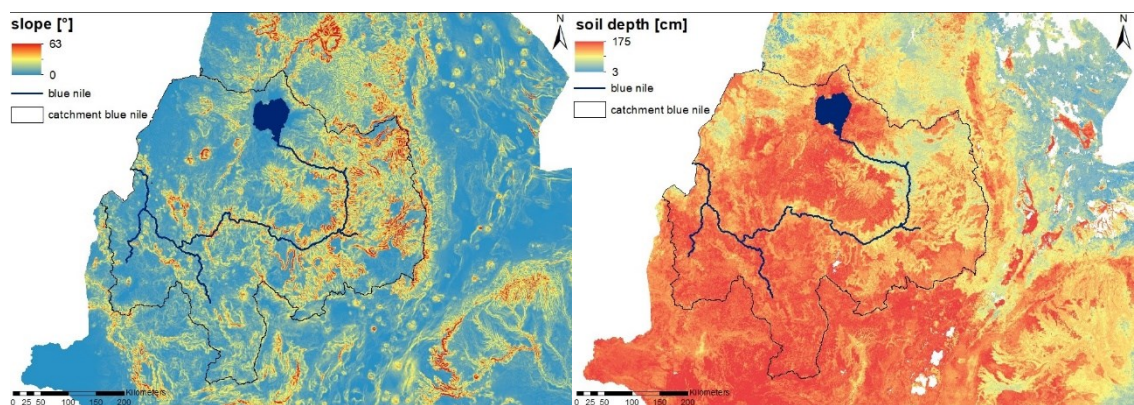 slope [°]
63
0
blue nile
catchment blue nile
N
Kilometers
0 25 50 100 150 200
soil depth [cm]
175
3
blue nile
catchment blue nile
N
Kilometers
0 25 50 100 150 200